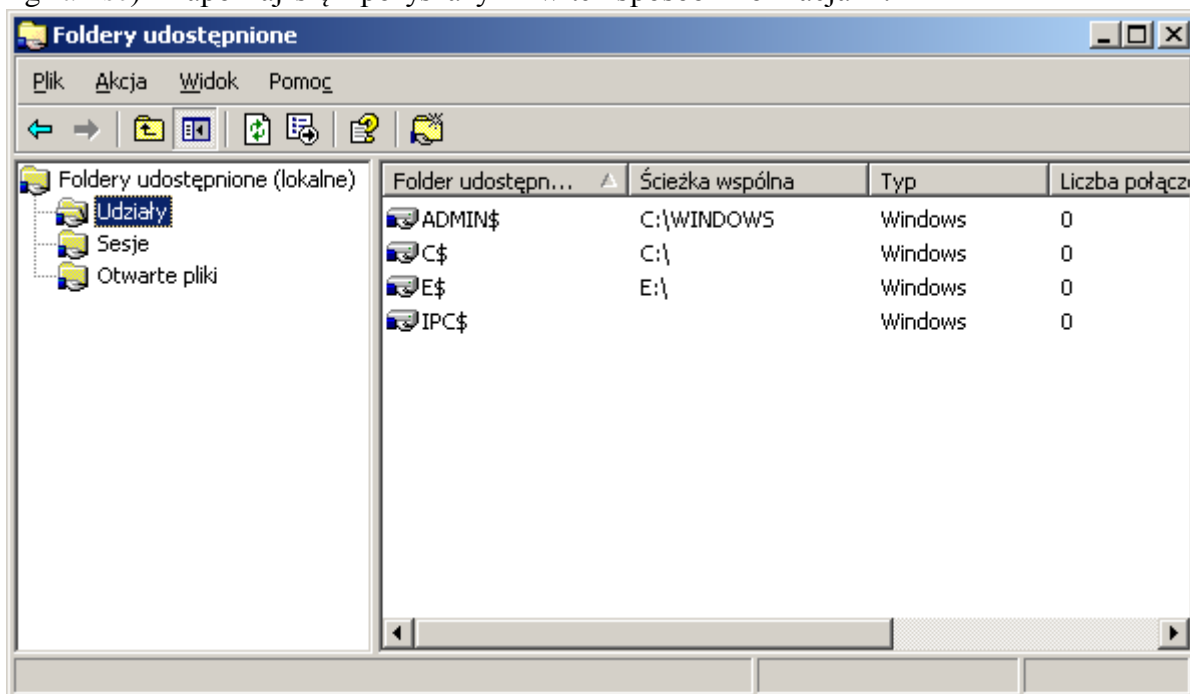 Foldery udostępnione
Plik Akcja Widok Pomoc
Foldery udostępnione (lokalne)
Udziały
Sesje
Otwarte pliki
Folder udostępn... Ścieżka wspólna Typ Liczba połącze
ADMIN$ C:\WINDOWS Windows 0
C$ C:\ Windows 0
E$ E:\ Windows 0
IPC$ Windows 0